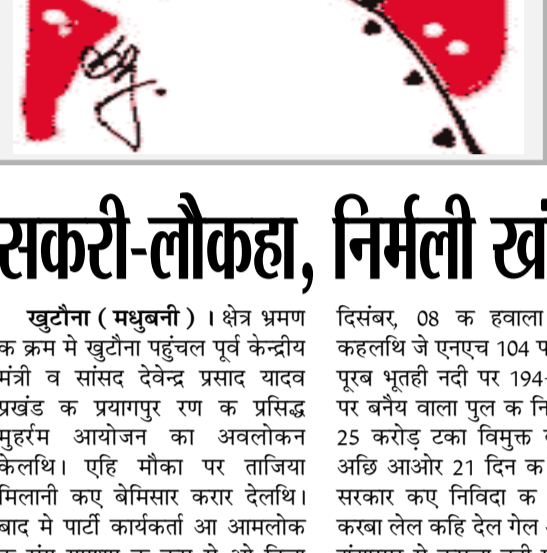 सकरी-लौकहा, निर्मली खं
खुटौना ( मधुबनी ) । क्षेत्र भ्रमण
क क्रम मे खुटौना पहुंचल पूर्व केन्द्रीय
मंत्री व सांसद देवेन्द्र प्रसाद यादव
प्रखंड क प्रयागपुर रण क प्रसिद्ध
मुहर्रम आयोजन का अवलोकन
केलथि। एहि मौका पर ताजिया
मिलानी कए बेमिसार करार देलथि।
बाद मे पार्टी कार्यकर्ता आ आमलोक
दिसंबर, 08 क हवाला
कहलथि जे एनएच 104 प
पूरब भूतही नदी पर 194-
पर बनैय वाला पुल क नि
25 करोड़ टका विमुक्त
अछि आओर 21 दिन क
सरकार कए निविदा क
करबा लेल कहि देल गेल